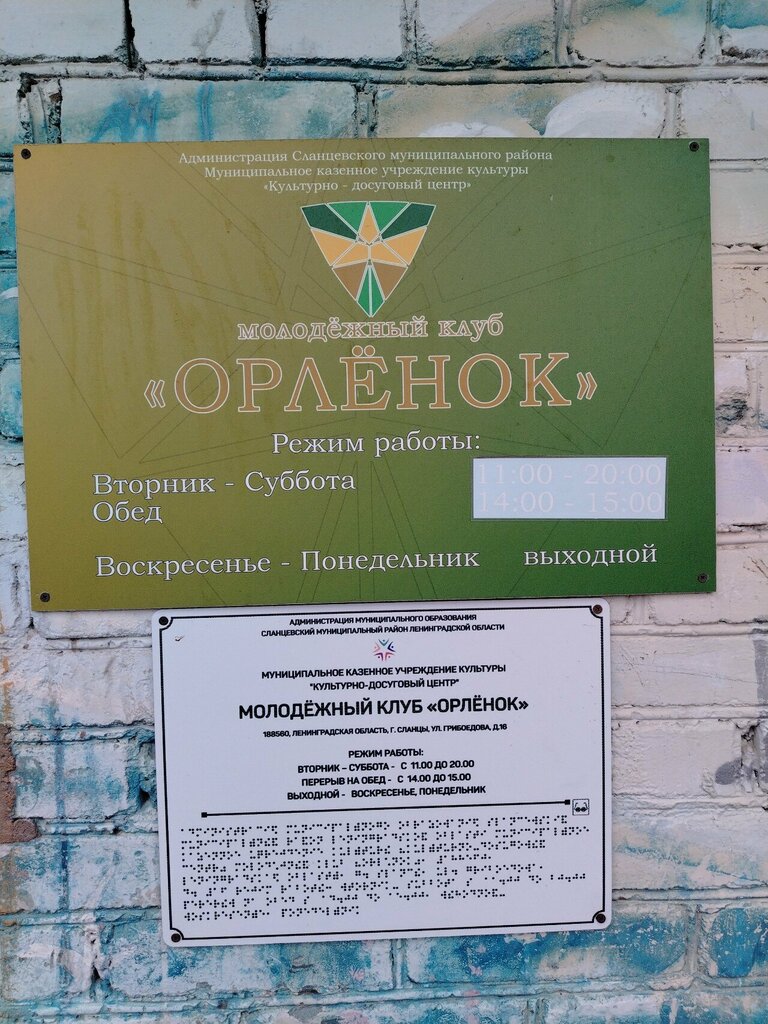 Администрация Сланцевского муниципального района
Муниципальное казенное учреждение культуры
«Культурно - досуговый центр»
молодёжный клуб
«ОРЛЁНОК»
Режим работы:
Вторник - Суббота 11:00 - 20:00
Обед 14:00 - 15:00
Воскресенье - Понедельник выходной
АДМИНИСТРАЦИЯ МУНИЦИПАЛЬНОГО ОБРАЗОВАНИЯ
СЛАНЦЕВСКИЙ МУНИЦИПАЛЬНЫЙ РАЙОН ЛЕНИНГРАДСКОЙ ОБЛАСТИ
МУНИЦИПАЛЬНОЕ КАЗЕННОЕ УЧРЕЖДЕНИЕ КУЛЬТУРЫ
"КУЛЬТУРНО-ДОСУГОВЫЙ ЦЕНТР"
МОЛОДЁЖНЫЙ КЛУБ «ОРЛЁНОК»
188560, ЛЕНИНГРАДСКАЯ ОБЛАСТЬ, Г. СЛАНЦЫ, УЛ. ГРИБОЕДОВА, Д.16
РЕЖИМ РАБОТЫ:
ВТОРНИК – СУББОТА - С 11.00 ДО 20.00
ПЕРЕРЫВ НА ОБЕД - С 14.00 ДО 15.00
ВЫХОДНОЙ - ВОСКРЕСЕНЬЕ, ПОНЕДЕЛЬНИК